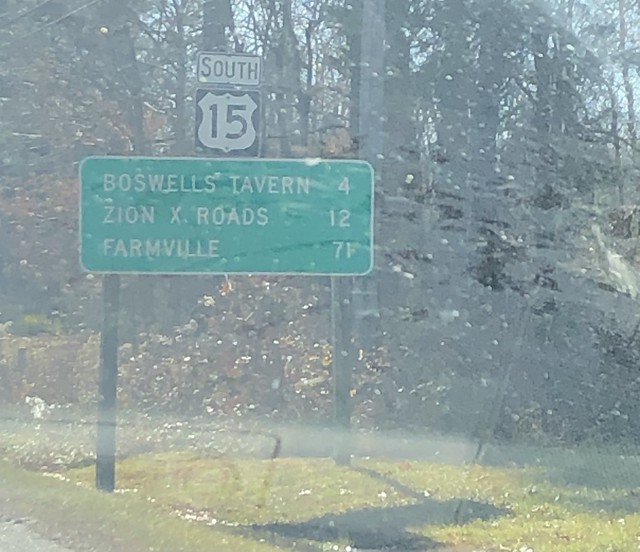 SOUTH
15
BOSWELLS TAVERN 4
ZION X ROADS 12
FARMVILLE 71